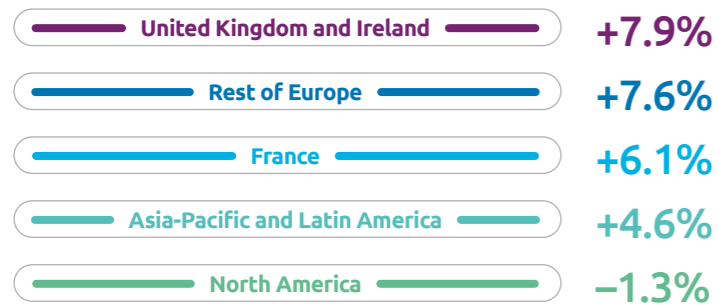 United Kingdom and Ireland +7.9%
Rest of Europe +7.6%
France +6.1%
Asia-Pacific and Latin America +4.6%
North America –1.3%